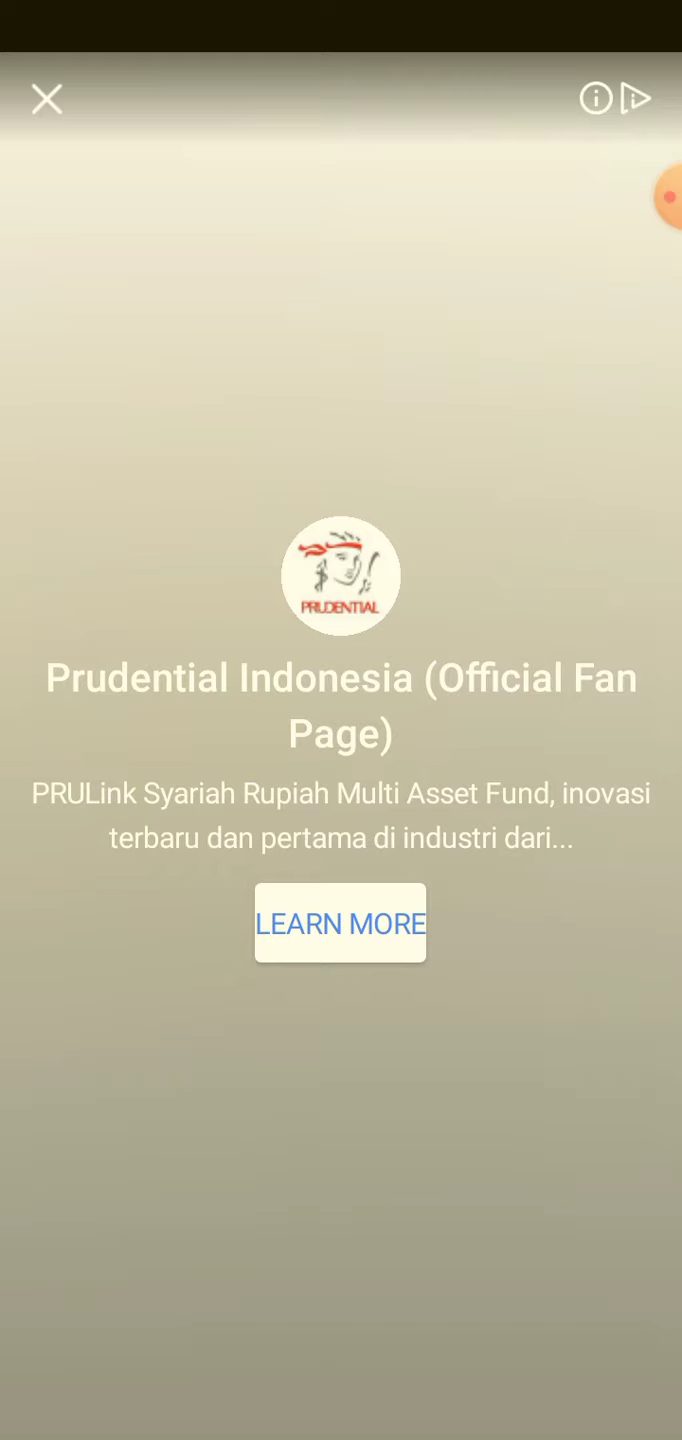 PRUDENTIAL
Prudential Indonesia (Official Fan
Page)
PRULink Syariah Rupiah Multi Asset Fund, inovasi
terbaru dan pertama di industri dari...
LEARN MORE